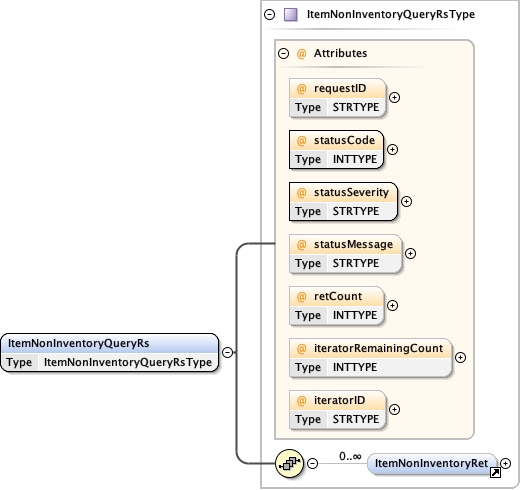 ItemNonInventoryQueryRsType
@ Attributes
@ requestID
Type STRTYPE
@ statusCode
Type INTTYPE
@ statusSeverity
Type STRTYPE
@ statusMessage
Type STRTYPE
@ retCount
Type INTTYPE
@ iteratorRemainingCount
Type INTTYPE
@ iteratorID
Type STRTYPE
ItemNonInventoryQueryRs
Type ItemNonInventoryQueryRsType
0..∞
ItemNonInventoryRet